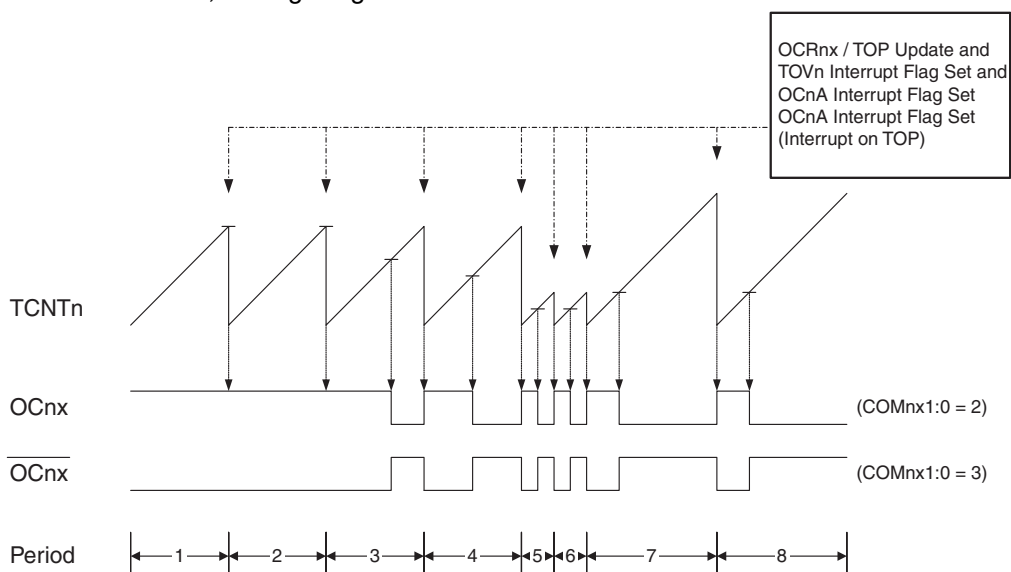 OCRnx / TOP Update and
TOVn Interrupt Flag Set and
OCnA Interrupt Flag Set
OCnA Interrupt Flag Set
(Interrupt on TOP)
TCNTn
OCnx
(COMnx1:0 = 2)
OCnx
(COMnx1:0 = 3)
Period
1 2 3 4 5 6 7 8